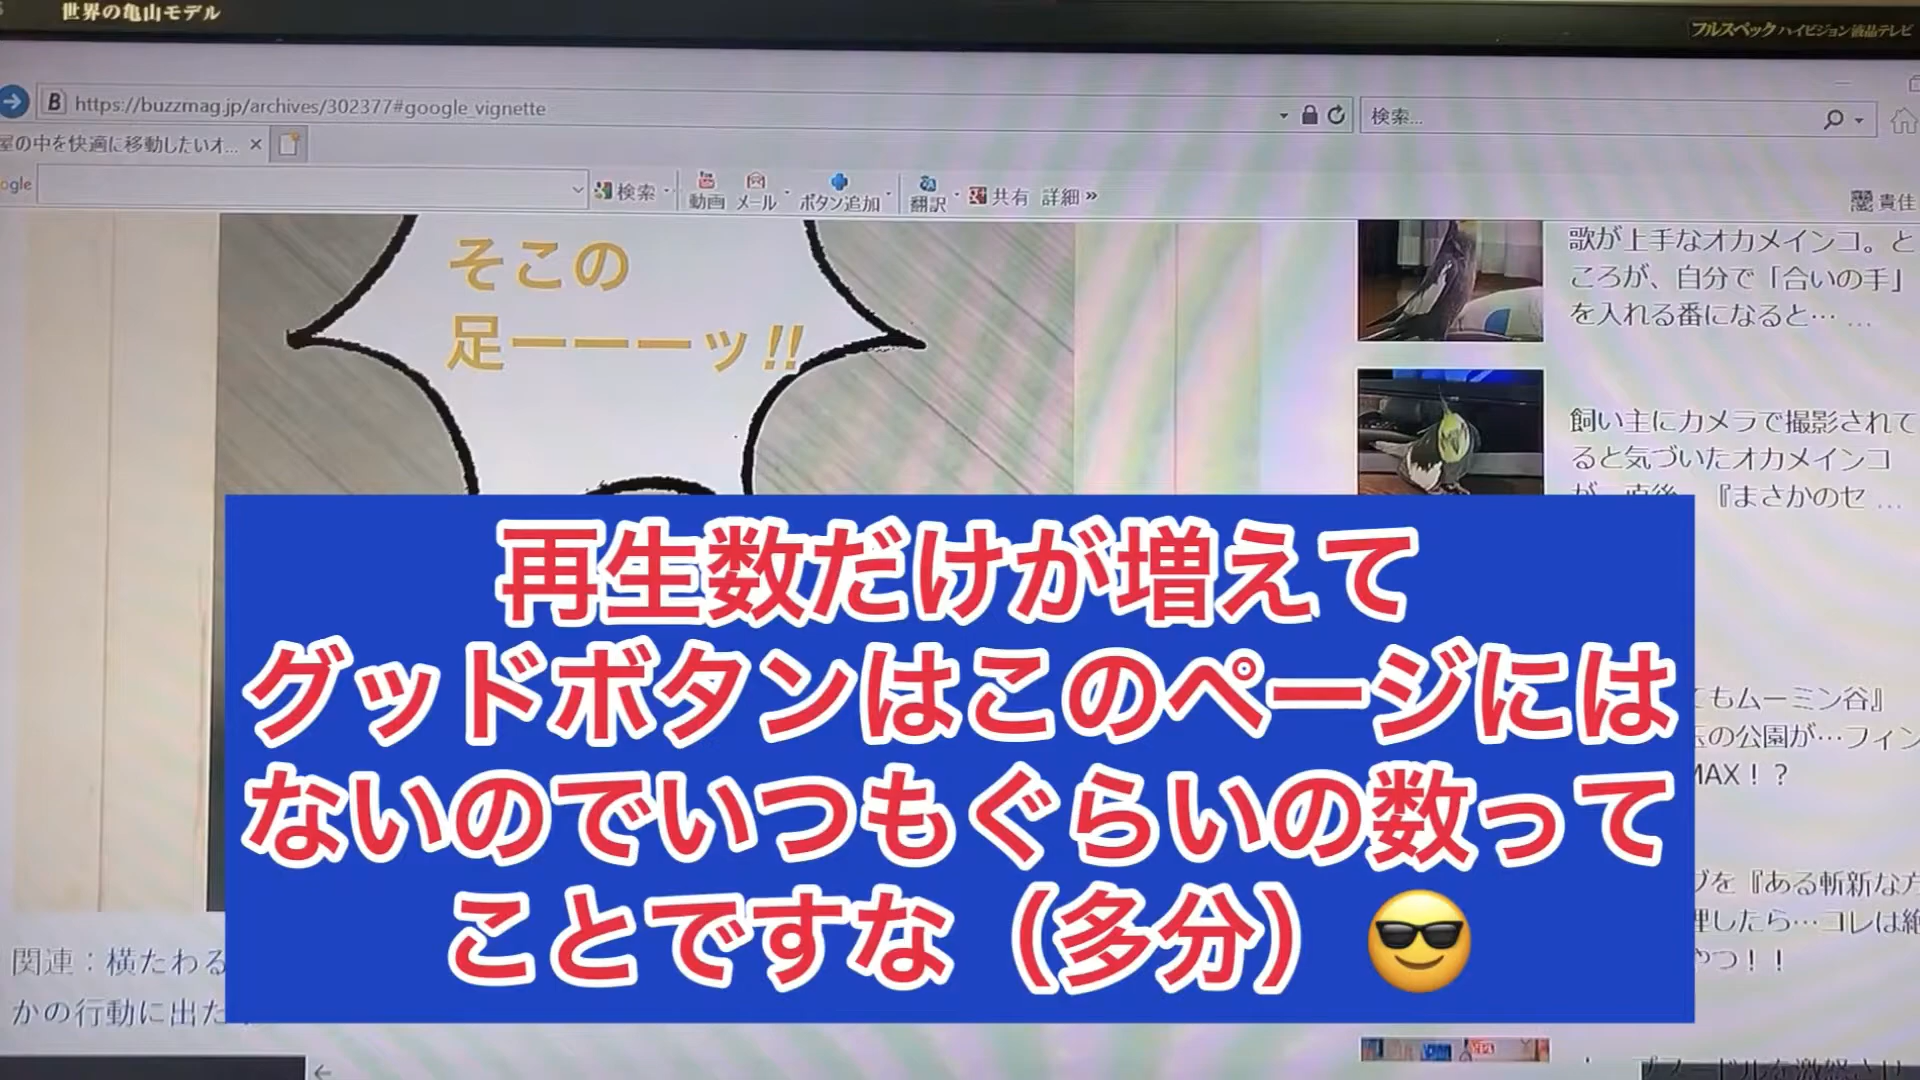 世界の亀山モデル
フルスペックハイビジョン液晶テレビ
https://buzzmag.jp/archives/302377#google_vignette
検索...
屋の中を快適に移動したいオ...
ogle
検索
動画
メール
ボタン追加
翻訳
共有
詳細 »
貴佳
そこの
足ーーーッ!!
歌が上手なオカメインコ。と
ころが、自分で「合いの手」
を入れる番になると… ...
飼い主にカメラで撮影されて
ると気づいたオカメインコ
が、直後、『まさかのセ ...
再生数だけが増えて
グッドボタンはこのページには
ないのでいつもぐらいの数って
ことですな（多分）😎
てもムーミン谷』
の公園が…フィン
MAX！？
ブを『ある斬新な方
理したら…コレは絶
やつ！！
関連：横たわる
かの行動に出た